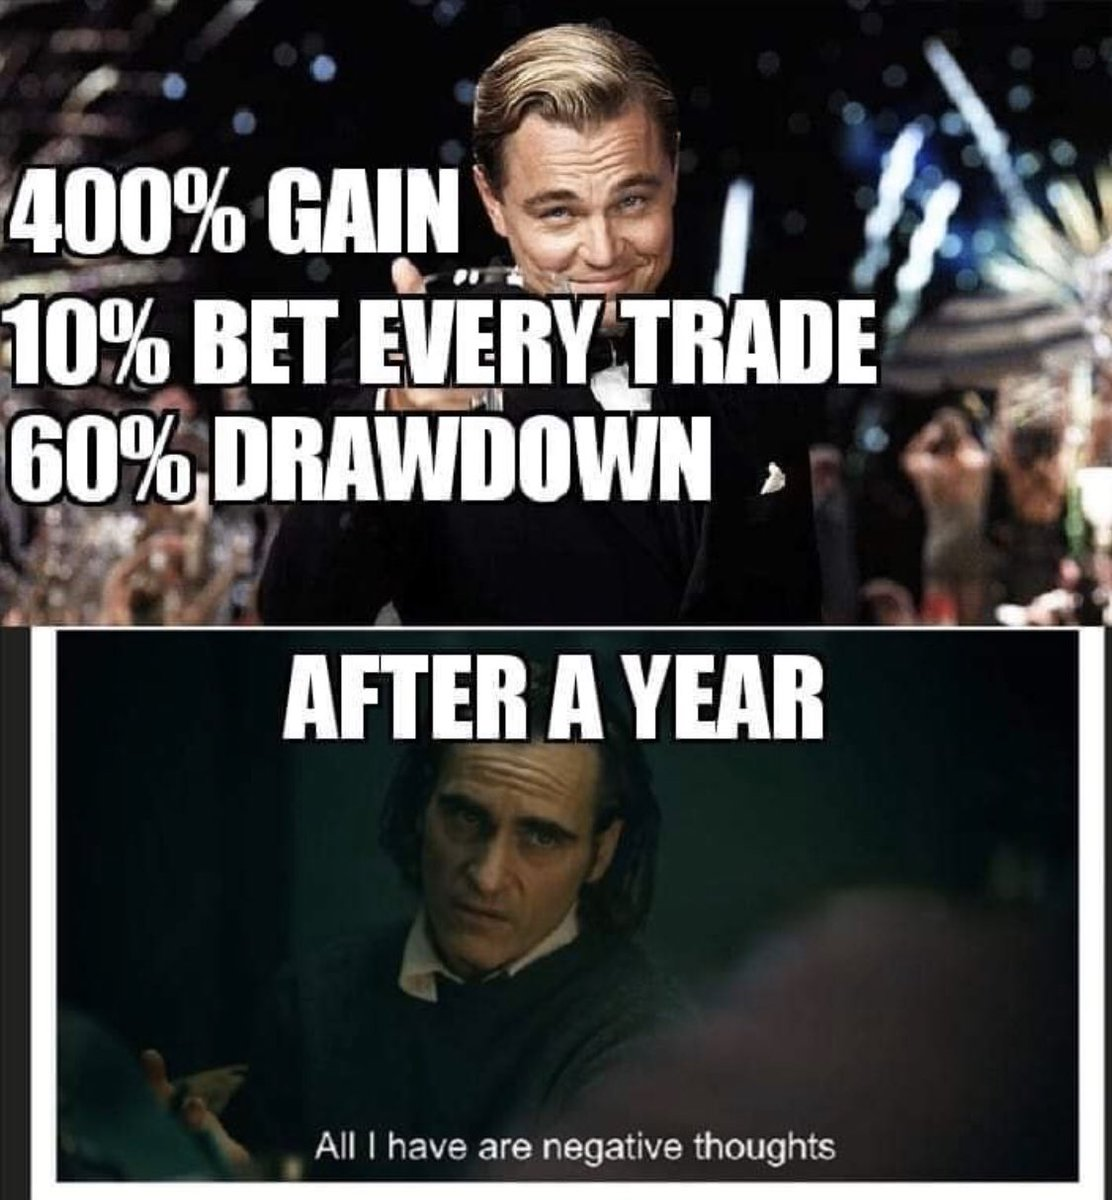 400% GAIN
10% BET EVERY TRADE
60% DRAWDOWN
AFTER A YEAR
All I have are negative thoughts